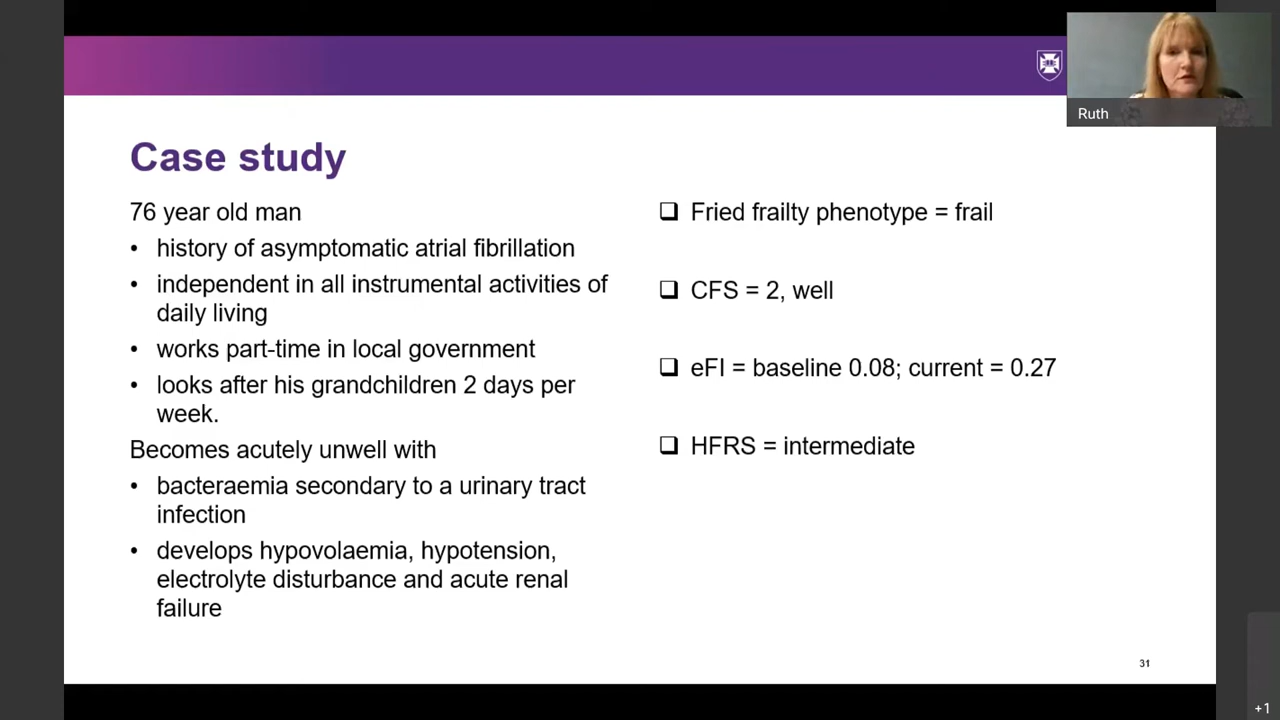 Ruth
Case study
76 year old man
• history of asymptomatic atrial fibrillation
• independent in all instrumental activities of
daily living
• works part-time in local government
• looks after his grandchildren 2 days per
week.
Becomes acutely unwell with
• bacteraemia secondary to a urinary tract
infection
• develops hypovolaemia, hypotension,
electrolyte disturbance and acute renal
failure
❑ Fried frailty phenotype = frail
❑ CFS = 2, well
❑ eFI = baseline 0.08; current = 0.27
❑ HFRS = intermediate
31
+1